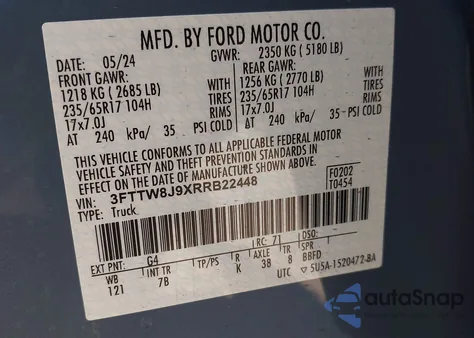 MFD. BY FORD MOTOR CO.
DATE: 05/24 GVWR: 2350 KG ( 5180 LB)
FRONT GAWR: REAR GAWR:
1218 KG ( 2685 LB) WITH 1256 KG ( 2770 LB) WITH
235/65R17 104H TIRES 235/65R17 104H TIRES
17x7.0J RIMS 17x7.0J RIMS
AT 240 kPa/ 35 PSI COLD AT 240 kPa/ 35 PSI COLD
THIS VEHICLE CONFORMS TO ALL APPLICABLE FEDERAL MOTOR
VEHICLE SAFETY AND THEFT PREVENTION STANDARDS IN
EFFECT ON THE DATE OF MANUFACTURE SHOWN ABOVE.
VIN: 3FTTW8J9XRRB22448 F0202
TYPE: Truck T0454
EXT PNT: G4 RC: 71
WB INT TR TP/PS R AXLE TR SPR
121 7B K 38 8 BBFD
UTC 5U5A-1520472-BA
autoSnap